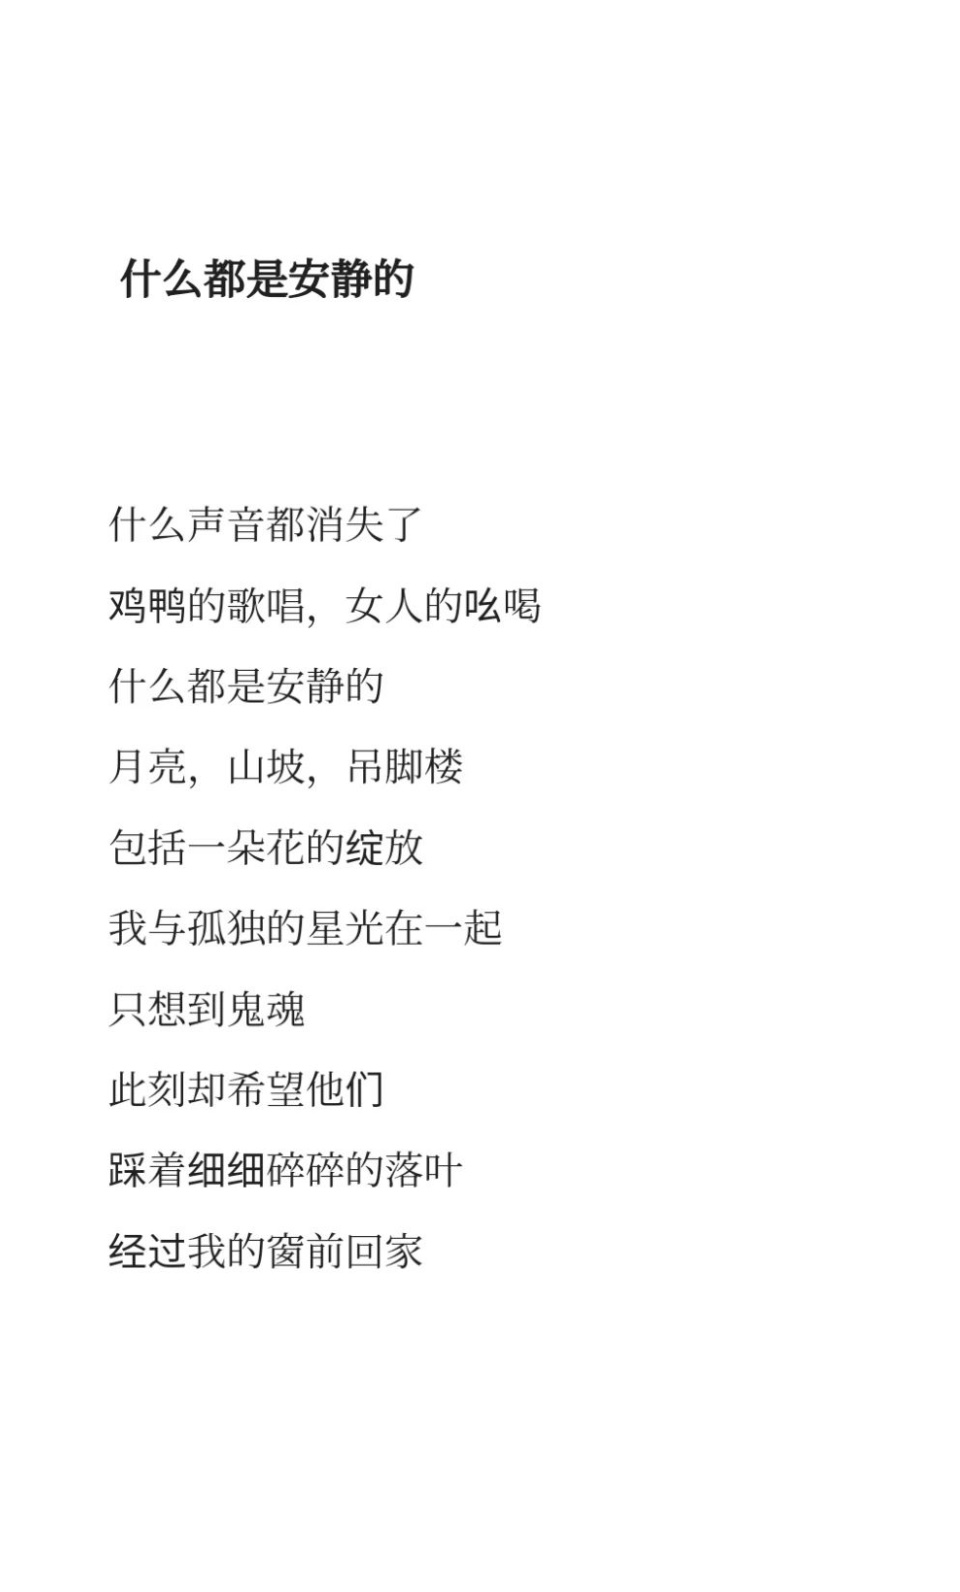 什么都是安静的
什么声音都消失了
鸡鸭的歌唱，女人的吆喝
什么都是安静的
月亮，山坡，吊脚楼
包括一朵花的绽放
我与孤独的星光在一起
只想到鬼魂
此刻却希望他们
踩着细细碎碎的落叶
经过我的窗前回家